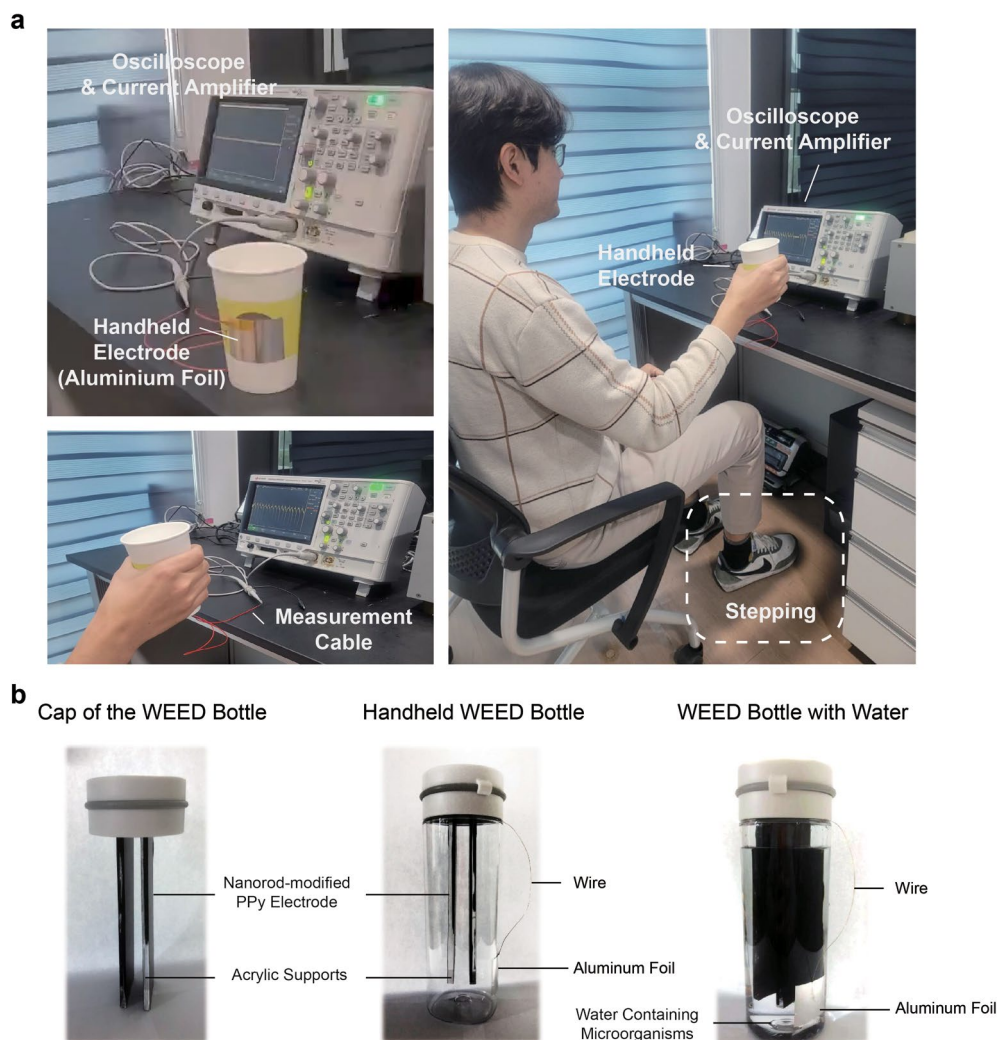 a
Oscilloscope
& Current Amplifier
Handheld
Electrode
(Aluminium Foil)
Measurement
Cable
Oscilloscope
& Current Amplifier
Handheld
Electrode
Stepping
b
Cap of the WEED Bottle
Handheld WEED Bottle
WEED Bottle with Water
Nanorod-modified
PPy Electrode
Acrylic Supports
Wire
Aluminum Foil
Wire
Aluminum Foil
Water Containing
Microorganisms